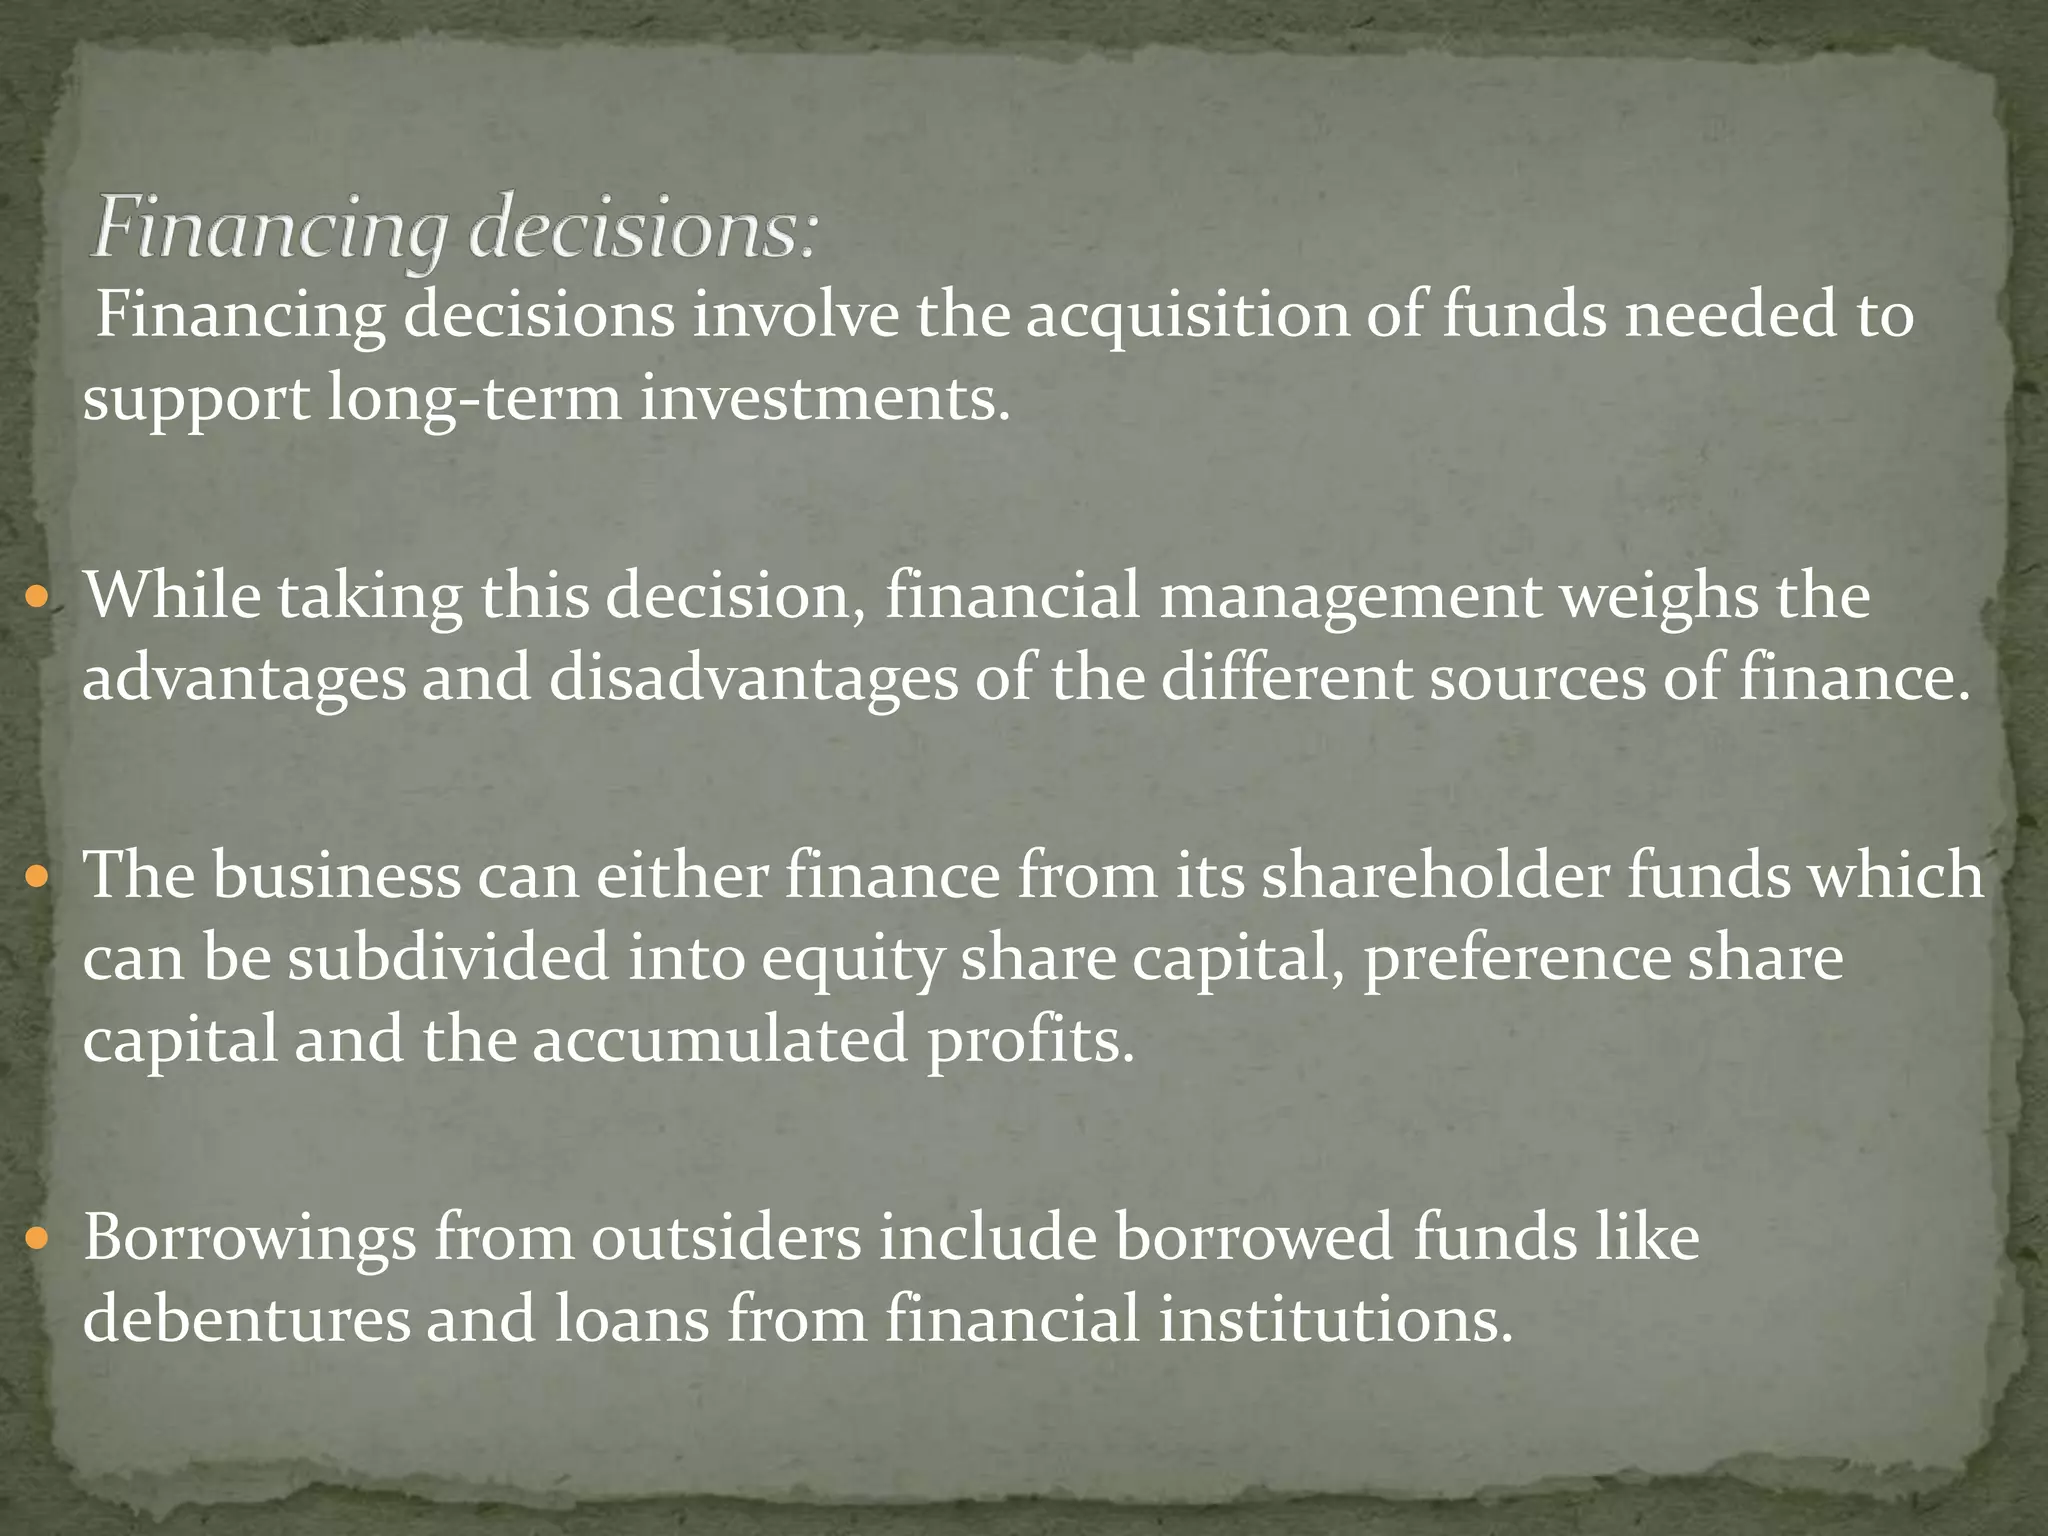 Financing decisions:
Financing decisions involve the acquisition of funds needed to
support long-term investments.
• While taking this decision, financial management weighs the
advantages and disadvantages of the different sources of finance.
• The business can either finance from its shareholder funds which
can be subdivided into equity share capital, preference share
capital and the accumulated profits.
• Borrowings from outsiders include borrowed funds like
debentures and loans from financial institutions.